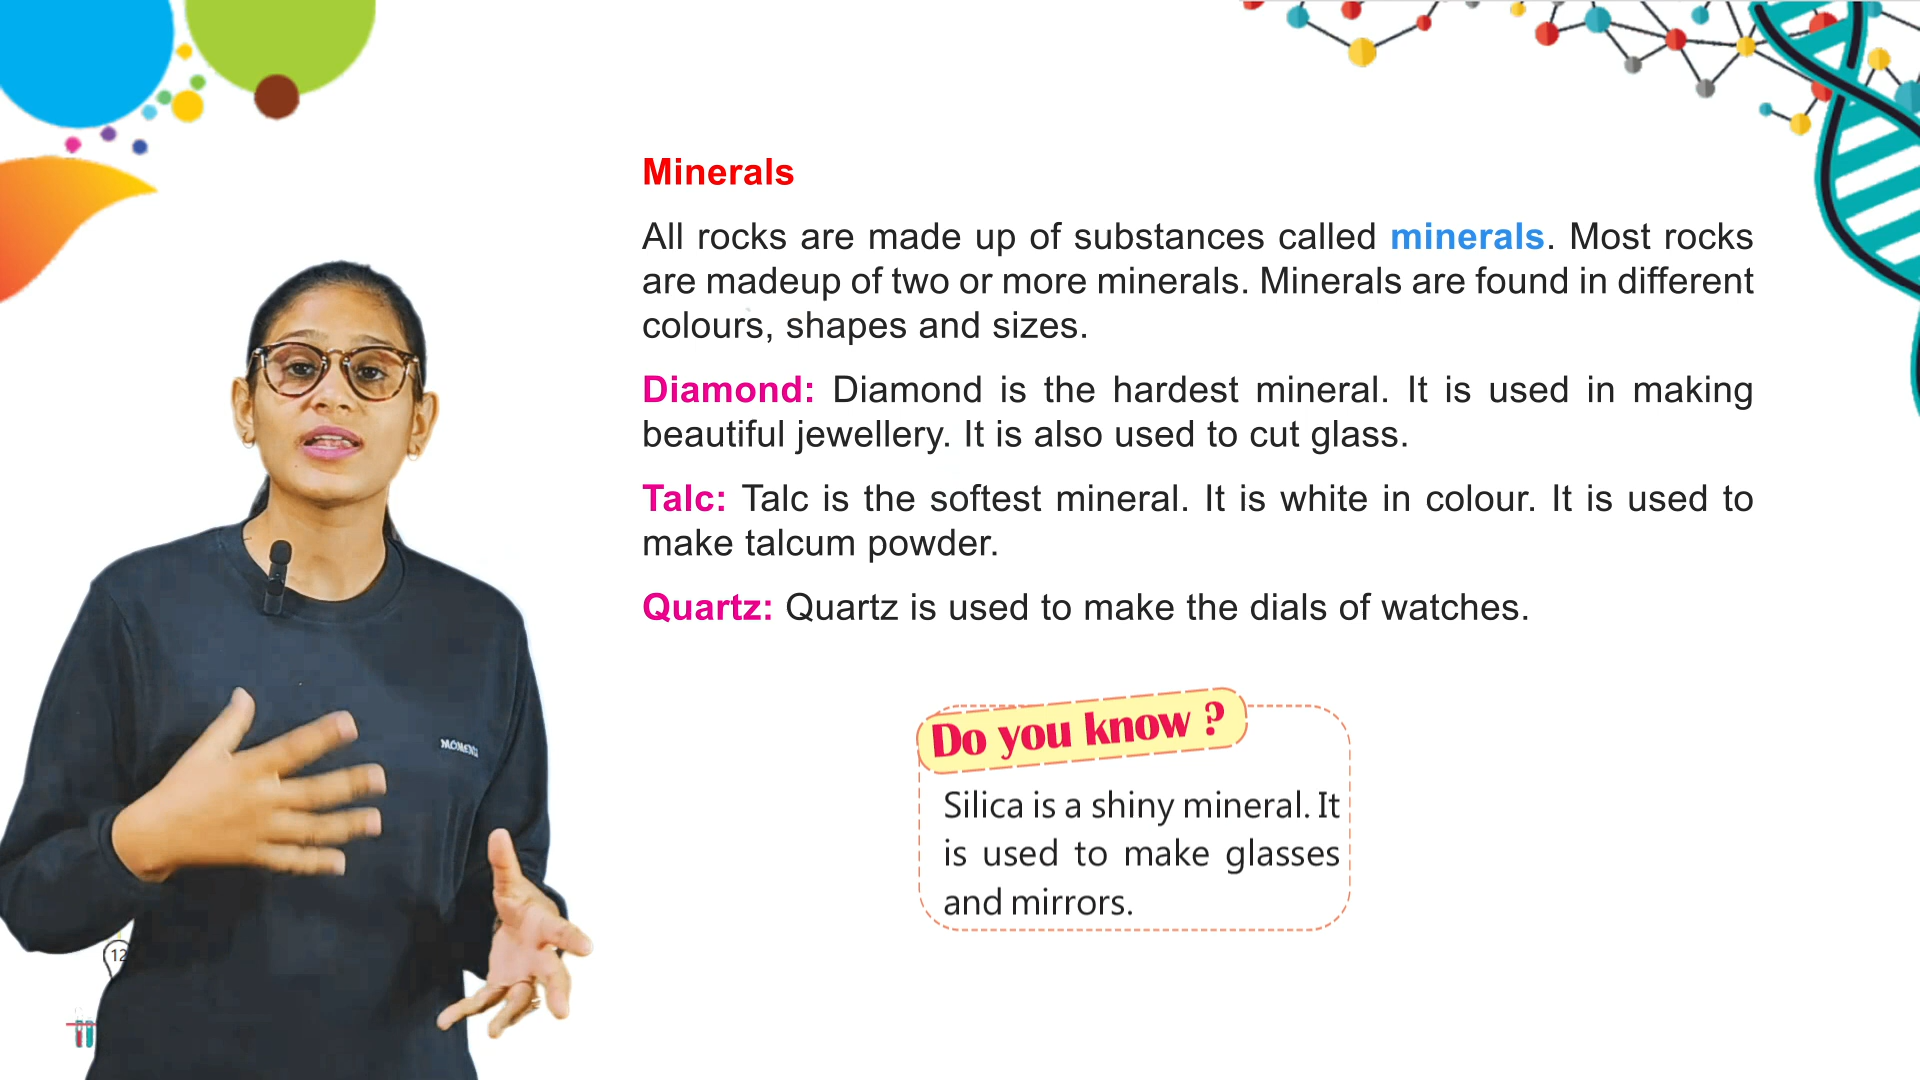 Minerals
All rocks are made up of substances called minerals. Most rocks
are madeup of two or more minerals. Minerals are found in different
colours, shapes and sizes.
Diamond: Diamond is the hardest mineral. It is used in making
beautiful jewellery. It is also used to cut glass.
Talc: Talc is the softest mineral. It is white in colour. It is used to
make talcum powder.
Quartz: Quartz is used to make the dials of watches.
Do you know ?
Silica is a shiny mineral. It
is used to make glasses
and mirrors.
12